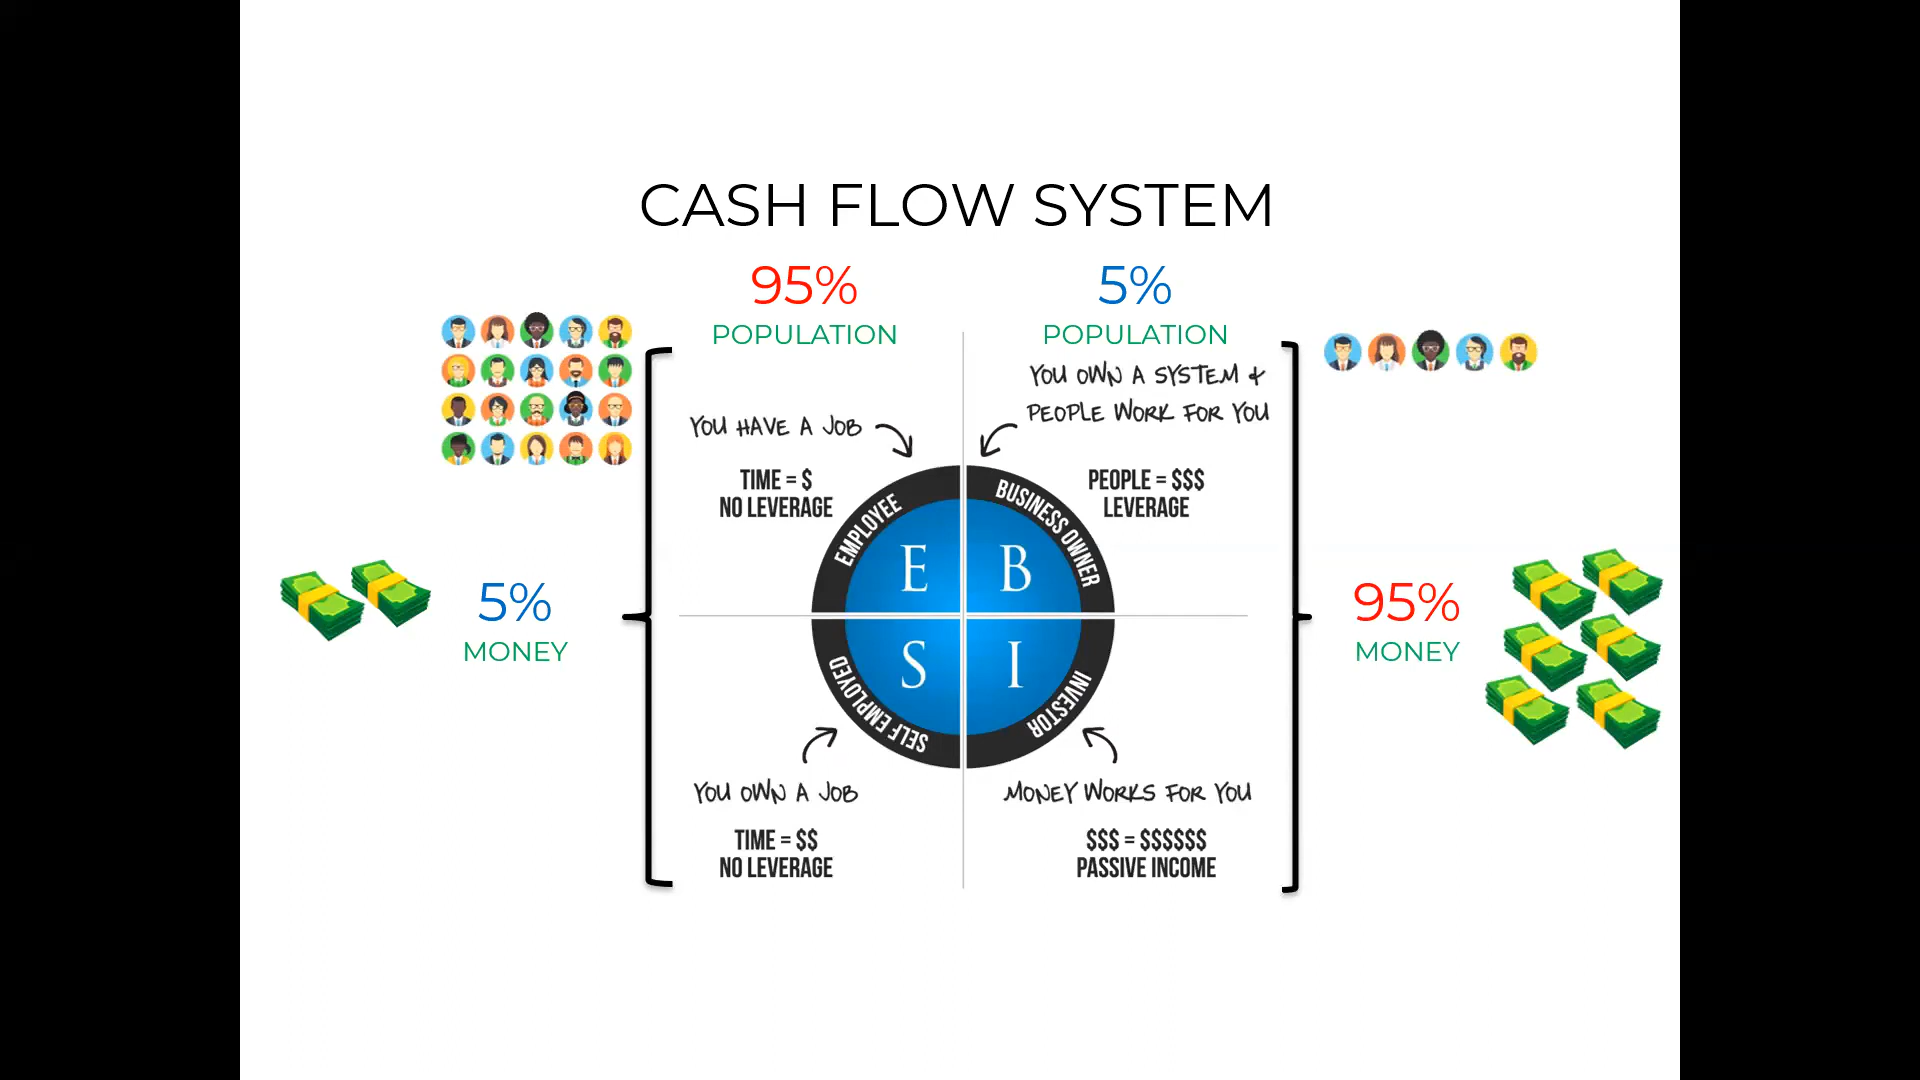 CASH FLOW SYSTEM
95%
POPULATION
5%
POPULATION
YOU HAVE A JOB
TIME = $
NO LEVERAGE
YOU OWN A SYSTEM &
PEOPLE WORK FOR YOU
PEOPLE = $$$
LEVERAGE
EMPLOYEE
BUSINESS OWNER
E
B
5%
MONEY
95%
MONEY
S
I
SELF EMPLOYED
INVESTOR
YOU OWN A JOB
TIME = $$
NO LEVERAGE
MONEY WORKS FOR YOU
$$$ = $$$$$$
PASSIVE INCOME